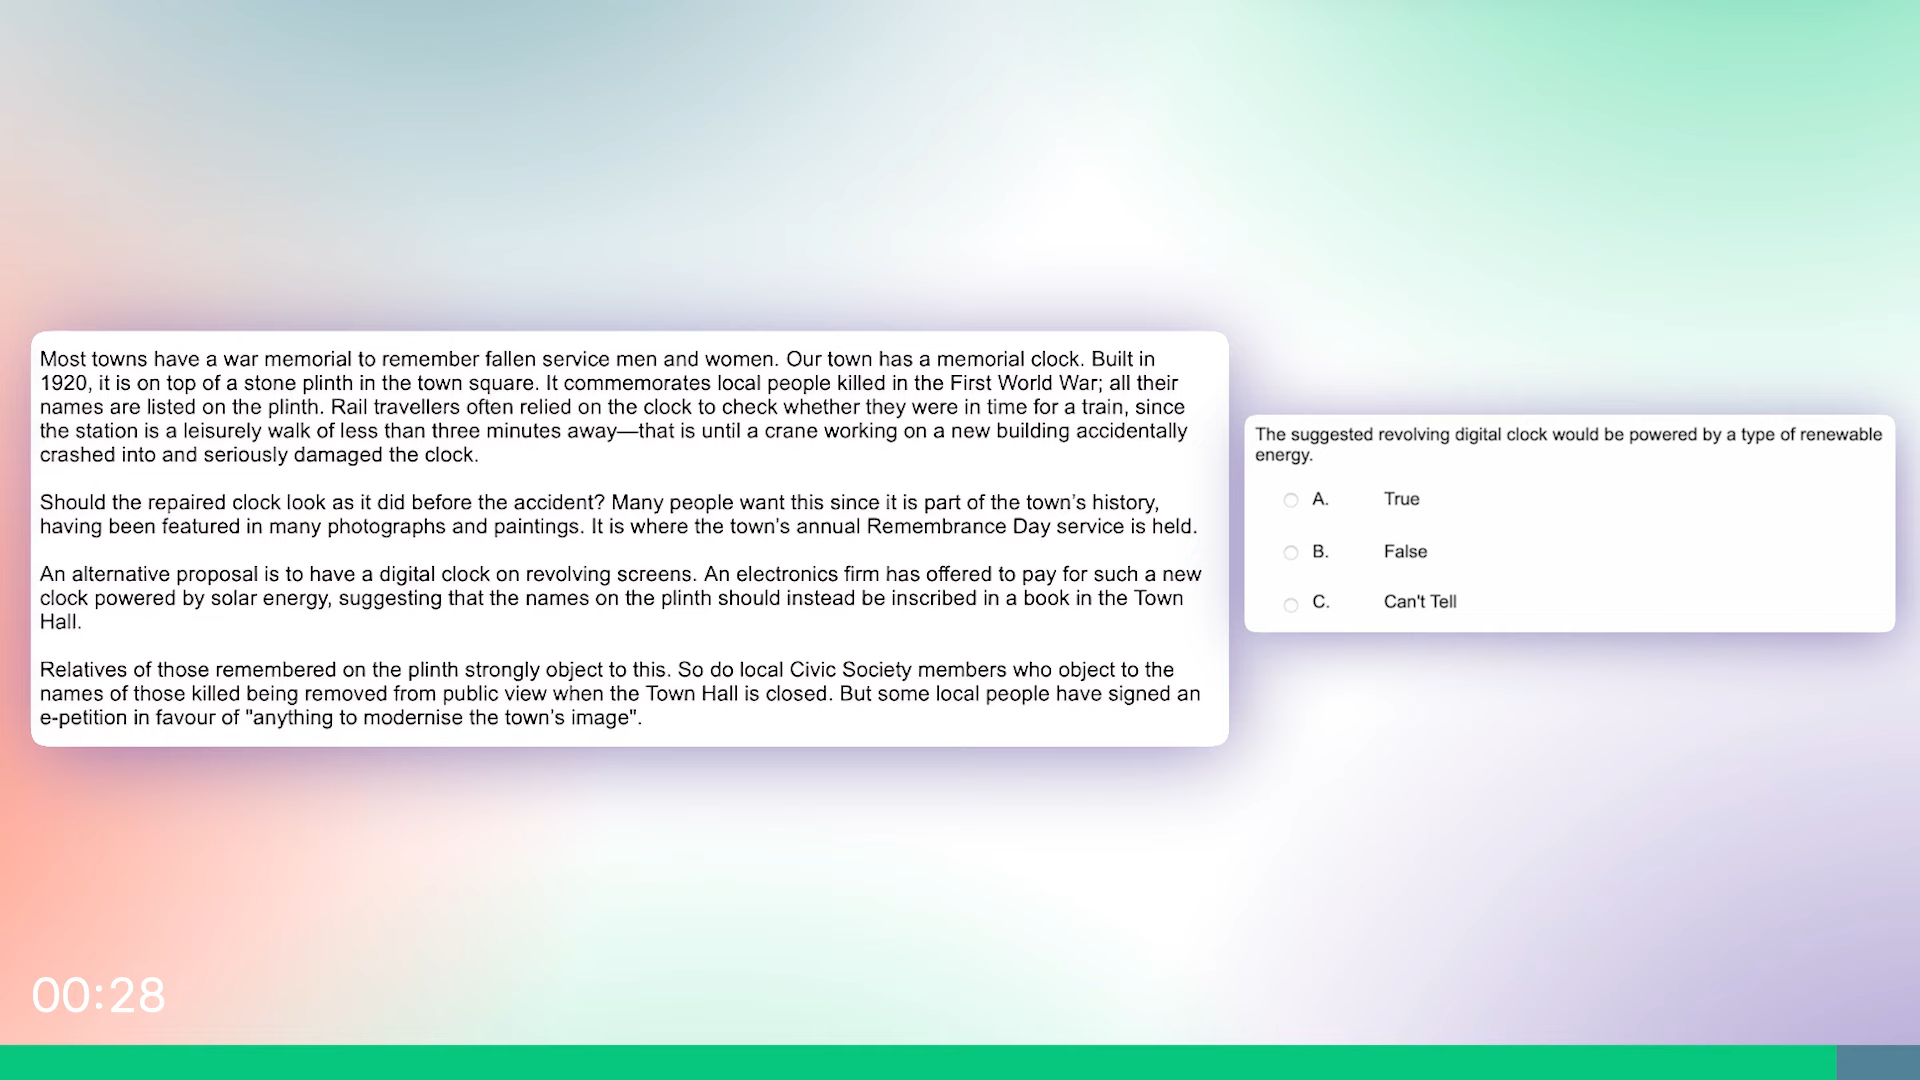 Most towns have a war memorial to remember fallen service men and women. Our town has a memorial clock. Built in
1920, it is on top of a stone plinth in the town square. It commemorates local people killed in the First World War; all their
names are listed on the plinth. Rail travellers often relied on the clock to check whether they were in time for a train, since
the station is a leisurely walk of less than three minutes away—that is until a crane working on a new building accidentally
crashed into and seriously damaged the clock.
Should the repaired clock look as it did before the accident? Many people want this since it is part of the town's history,
having been featured in many photographs and paintings. It is where the town's annual Remembrance Day service is held.
An alternative proposal is to have a digital clock on revolving screens. An electronics firm has offered to pay for such a new
clock powered by solar energy, suggesting that the names on the plinth should instead be inscribed in a book in the Town
Hall.
Relatives of those remembered on the plinth strongly object to this. So do local Civic Society members who object to the
names of those killed being removed from public view when the Town Hall is closed. But some local people have signed an
e-petition in favour of "anything to modernise the town's image".
The suggested revolving digital clock would be powered by a type of renewable
energy.
A. True
B. False
C. Can't Tell
00:28